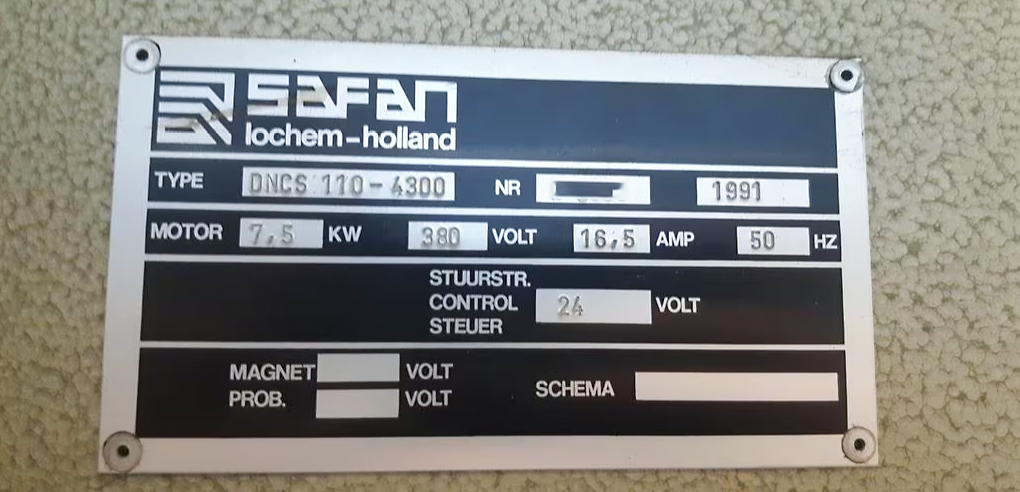 SAFAN
lochem-holland
TYPE DNCS 110-4300 NR 1991
MOTOR 7,5 KW 380 VOLT 16,5 AMP 50 HZ
STUURSTR.
CONTROL 24 VOLT
STEUER
MAGNET VOLT
PROB. VOLT
SCHEMA